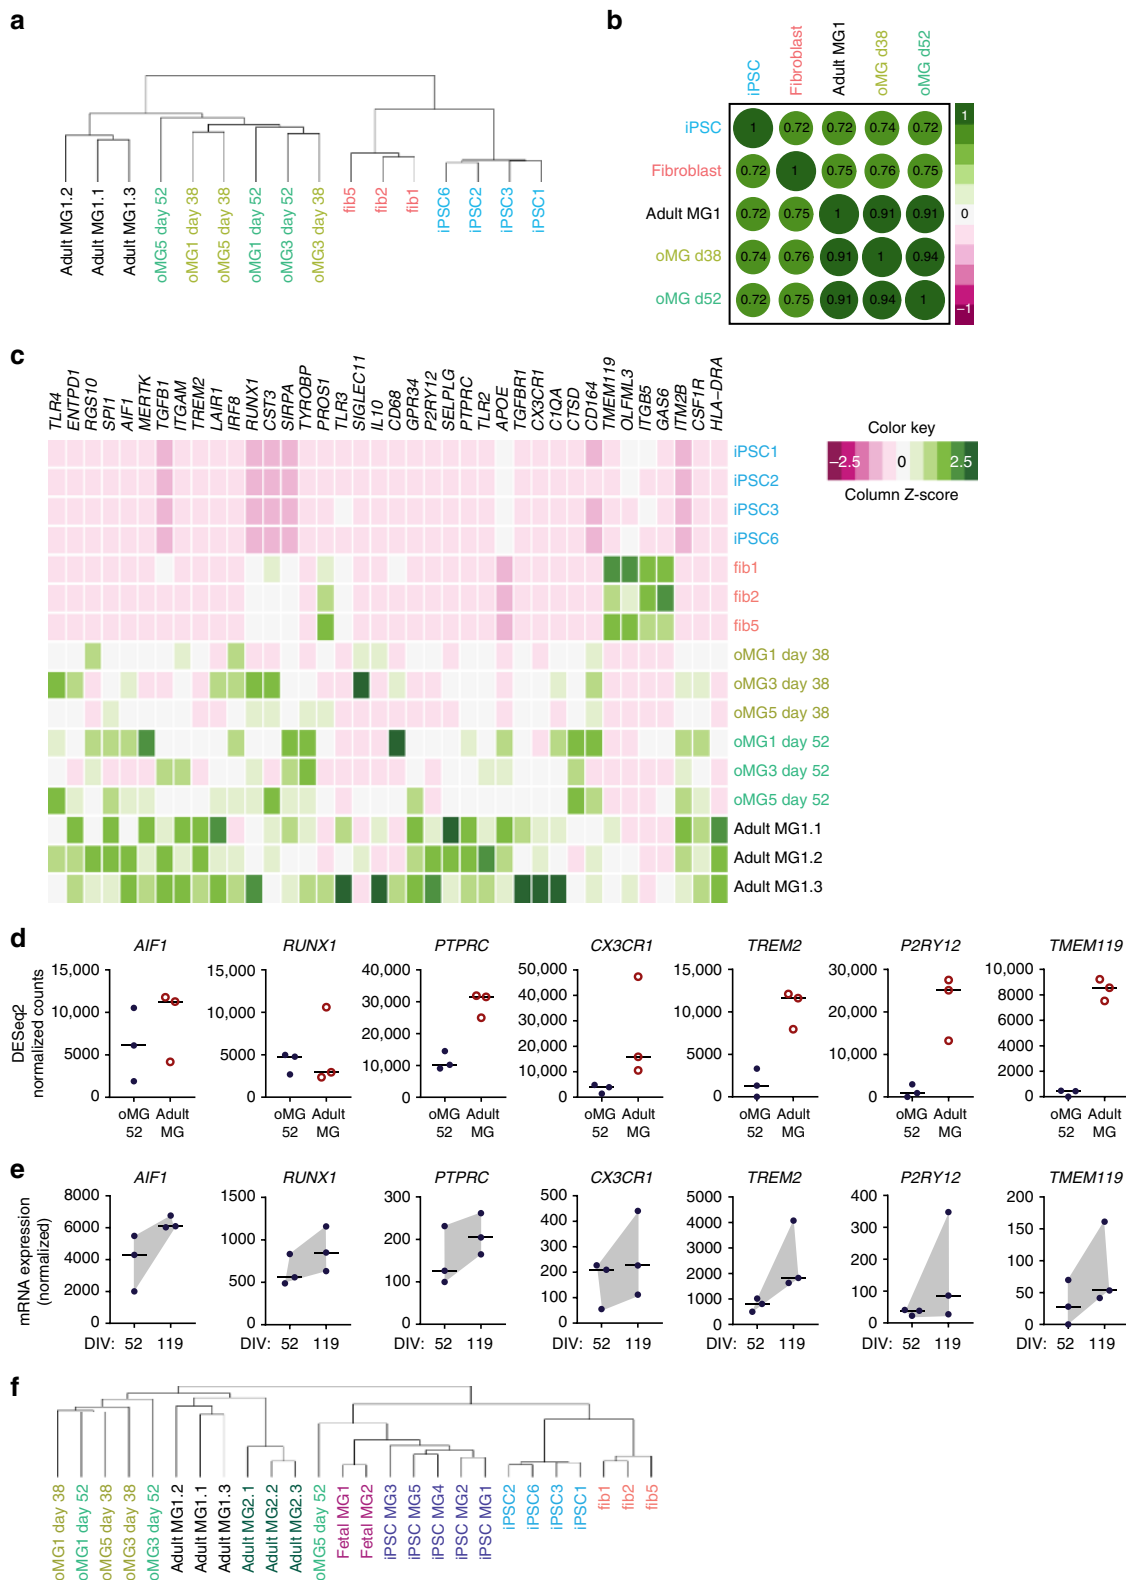 a
Adult MG1.2
Adult MG1.1
Adult MG1.3
oMG5 day 52
oMG1 day 38
oMG5 day 38
oMG1 day 52
oMG3 day 52
oMG3 day 38
fib5
fib2
fib1
iPSC6
iPSC2
iPSC3
iPSC1
b
iPSC
Fibroblast
Adult MG1
oMG d38
oMG d52
iPSC 1 0.72 0.72 0.74 0.72
Fibroblast 0.72 1 0.75 0.76 0.75
Adult MG1 0.72 0.75 1 0.91 0.91
oMG d38 0.74 0.76 0.91 1 0.94
oMG d52 0.72 0.75 0.91 0.94 1
1
0
−1
c
TLR4
ENTPD1
RGS10
SPI1
AIF1
MERTK
TGFB1
ITGAM
TREM2
LAIR1
IRF8
RUNX1
CST3
SIRPA
TYROBP
PROS1
TLR3
SIGLEC11
IL10
CD68
GPR34
P2RY12
SELPLG
PTPRC
TLR2
APOE
TGFBR1
CX3CR1
C1QA
CTSD
CD164
TMEM119
OLFML3
ITGB5
GAS6
ITM2B
CSF1R
HLA−DRA
iPSC1
iPSC2
iPSC3
iPSC6
fib1
fib2
fib5
oMG1 day 38
oMG3 day 38
oMG5 day 38
oMG1 day 52
oMG3 day 52
oMG5 day 52
Adult MG1.1
Adult MG1.2
Adult MG1.3
Color key
−2.5 0 2.5
Column Z-score
d
DESeq2
normalized counts
AIF1
15,000
10,000
5000
0
oMG Adult
52 MG
RUNX1
15,000
10,000
5000
0
oMG Adult
52 MG
PTPRC
40,000
30,000
20,000
10,000
0
oMG Adult
52 MG
CX3CR1
50,000
40,000
30,000
20,000
10,000
0
oMG Adult
52 MG
TREM2
15,000
10,000
5000
0
oMG Adult
52 MG
P2RY12
30,000
20,000
10,000
0
oMG Adult
52 MG
TMEM119
10,000
8000
6000
4000
2000
0
oMG Adult
52 MG
e
mRNA expression
(normalized)
AIF1
8000
6000
4000
2000
0
DIV: 52 119
RUNX1
1500
1000
500
0
DIV: 52 119
PTPRC
300
200
100
0
DIV: 52 119
CX3CR1
500
400
300
200
100
0
DIV: 52 119
TREM2
5000
4000
3000
2000
1000
0
DIV: 52 119
P2RY12
400
300
200
100
0
DIV: 52 119
TMEM119
200
150
100
50
0
DIV: 52 119
f
oMG1 day 38
oMG1 day 52
oMG5 day 38
oMG3 day 38
oMG3 day 52
Adult MG1.2
Adult MG1.1
Adult MG1.3
Adult MG2.1
Adult MG2.2
Adult MG2.3
oMG5 day 52
Fetal MG1
Fetal MG2
iPSC MG3
iPSC MG5
iPSC MG4
iPSC MG2
iPSC MG1
iPSC2
iPSC6
iPSC3
iPSC1
fib1
fib2
fib5